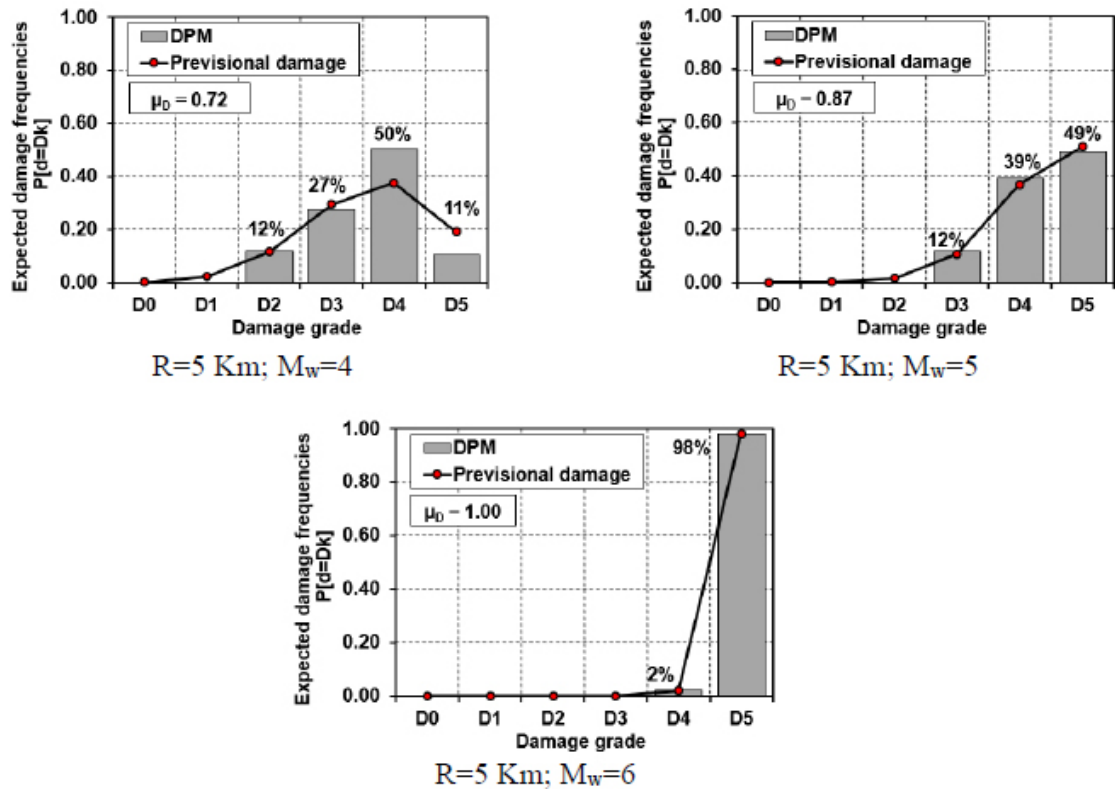 Expected damage frequencies
P[d=Dk]
1.00
0.80
0.60
0.40
0.20
0.00
DPM
Previsional damage
μD = 0.72
12%
27%
50%
11%
D0 D1 D2 D3 D4 D5
Damage grade
R=5 Km; Mw=4
Expected damage frequencies
P[d=Dk]
1.00
0.80
0.60
0.40
0.20
0.00
DPM
Previsional damage
μD – 0.87
12%
39%
49%
D0 D1 D2 D3 D4 D5
Damage grade
R=5 Km; Mw=5
Expected damage frequencies
P[d=Dk]
1.00
0.80
0.60
0.40
0.20
0.00
DPM
Previsional damage
μD – 1.00
2%
98%
D0 D1 D2 D3 D4 D5
Damage grade
R=5 Km; Mw=6